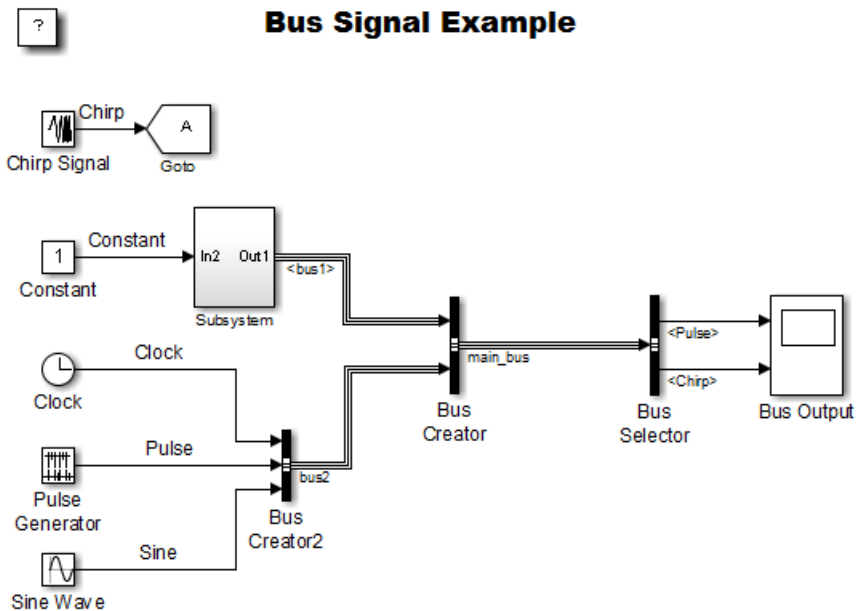 ?
Bus Signal Example
Chirp
A
Chirp Signal
Goto
Constant
1
In2
Out1
<bus1>
Constant
Subsystem
<Pulse>
main_bus
Clock
<Chirp>
Clock
Bus
Creator
Bus
Selector
Bus Output
Pulse
bus2
Pulse
Generator
Bus
Creator2
Sine
Sine Wave